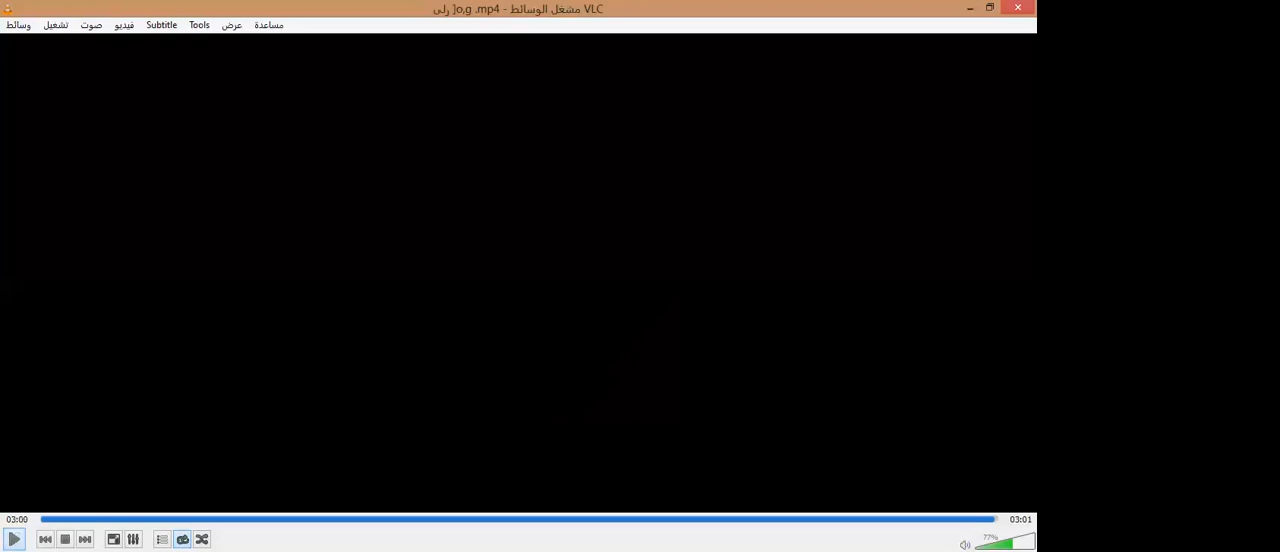 رلى ]o,g .mp4 - مشغل الوسائط VLC
وسائط تشغيل صوت فيديو Subtitle Tools عرض مساعدة
03:00 03:01
77%